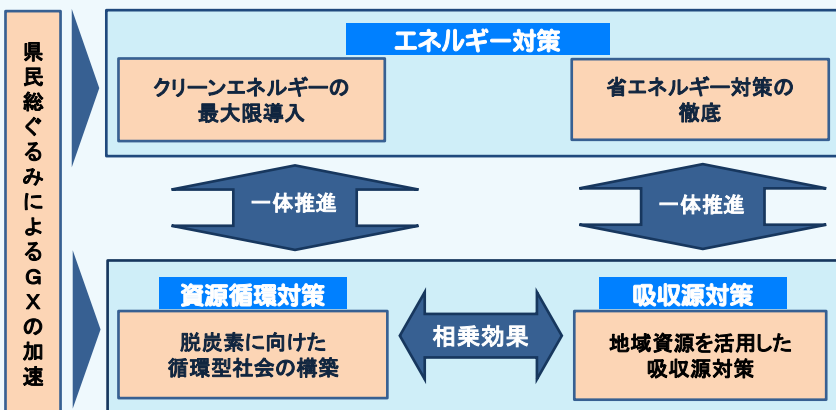 県民総ぐるみによるGXの加速
エネルギー対策
クリーンエネルギーの
最大限導入
省エネルギー対策の
徹底
一体推進
一体推進
資源循環対策
吸収源対策
脱炭素に向けた
循環型社会の構築
相乗効果
地域資源を活用した
吸収源対策